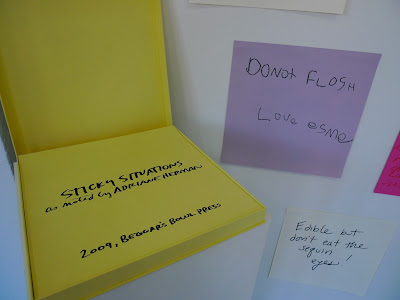 STICKY SITUATIONS
as noted by ADRIANE HERMAN
2009, BEGGAR'S BOWL PRESS
DONOT FLOSH
Love esme
Edible but
don't eat the
sequin
eyes!